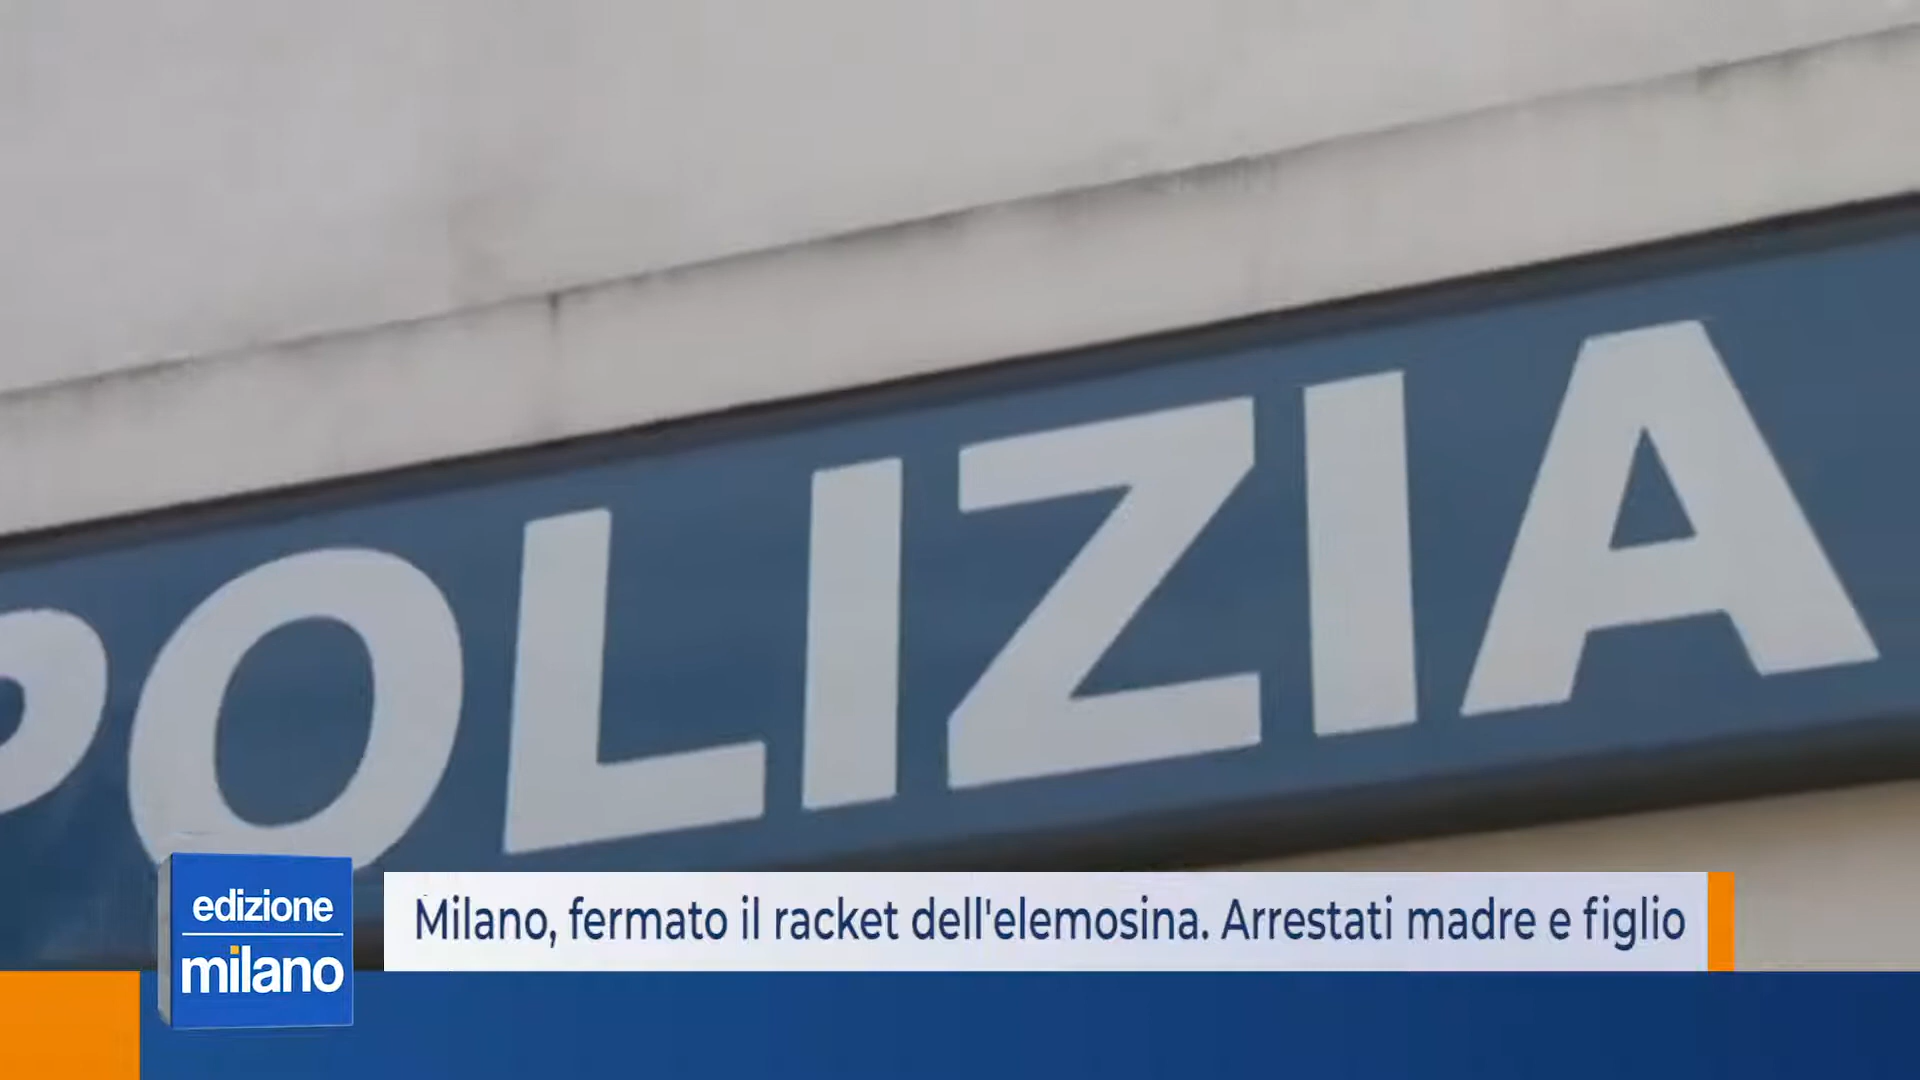 POLIZIA
edizione
milano
Milano, fermato il racket dell'elemosina. Arrestati madre e figlio